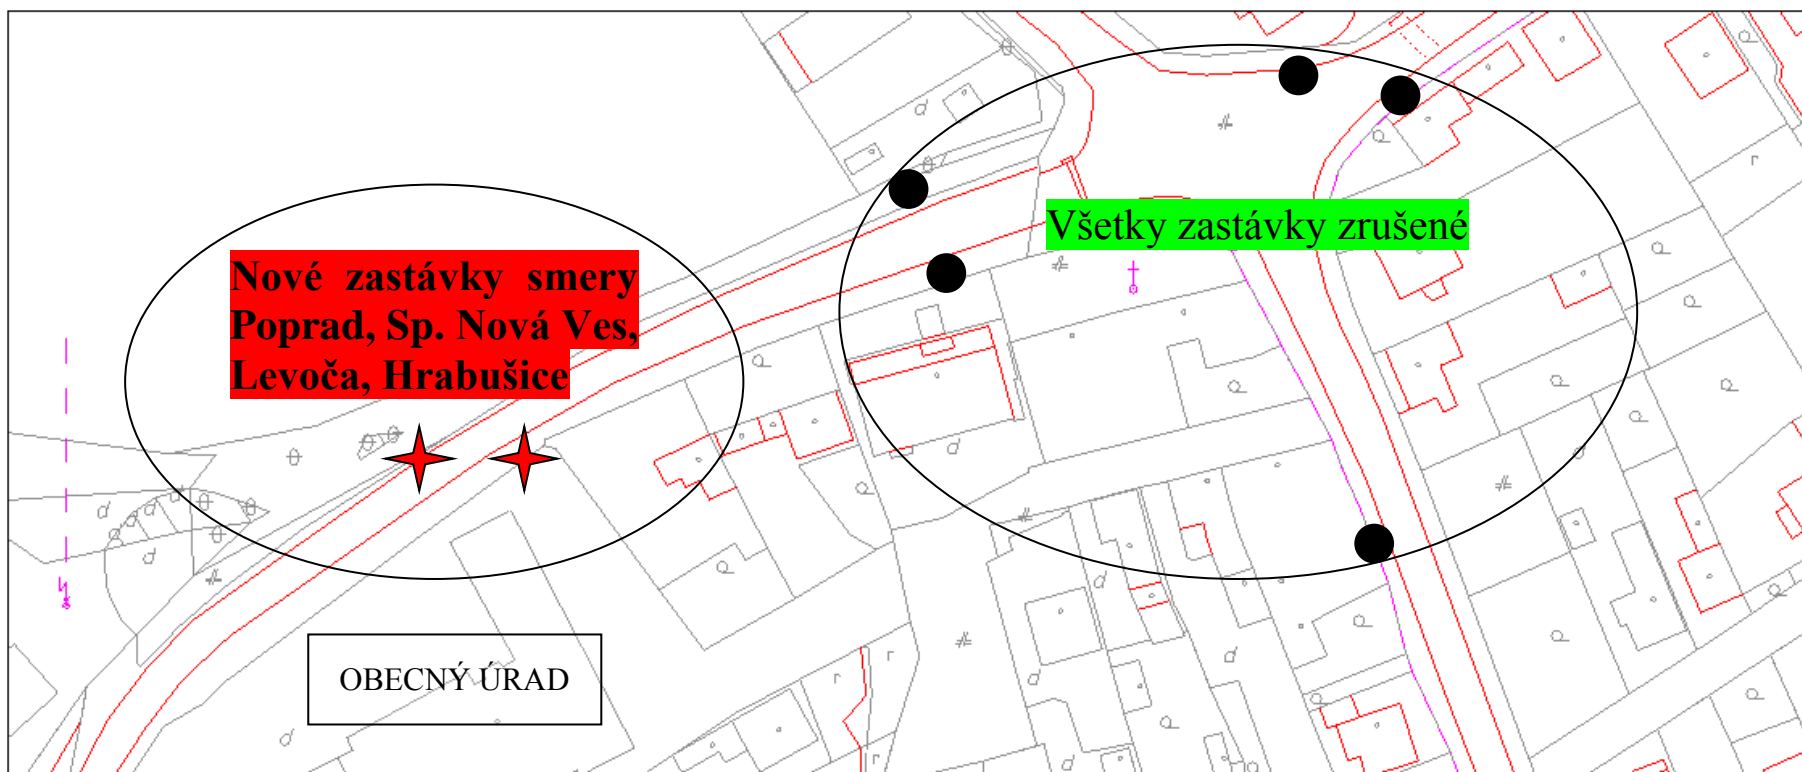 Všetky zastávky zrušené
Nové zastávky smery
Poprad, Sp. Nová Ves,
Levoča, Hrabušice
OBECNÝ ÚRAD